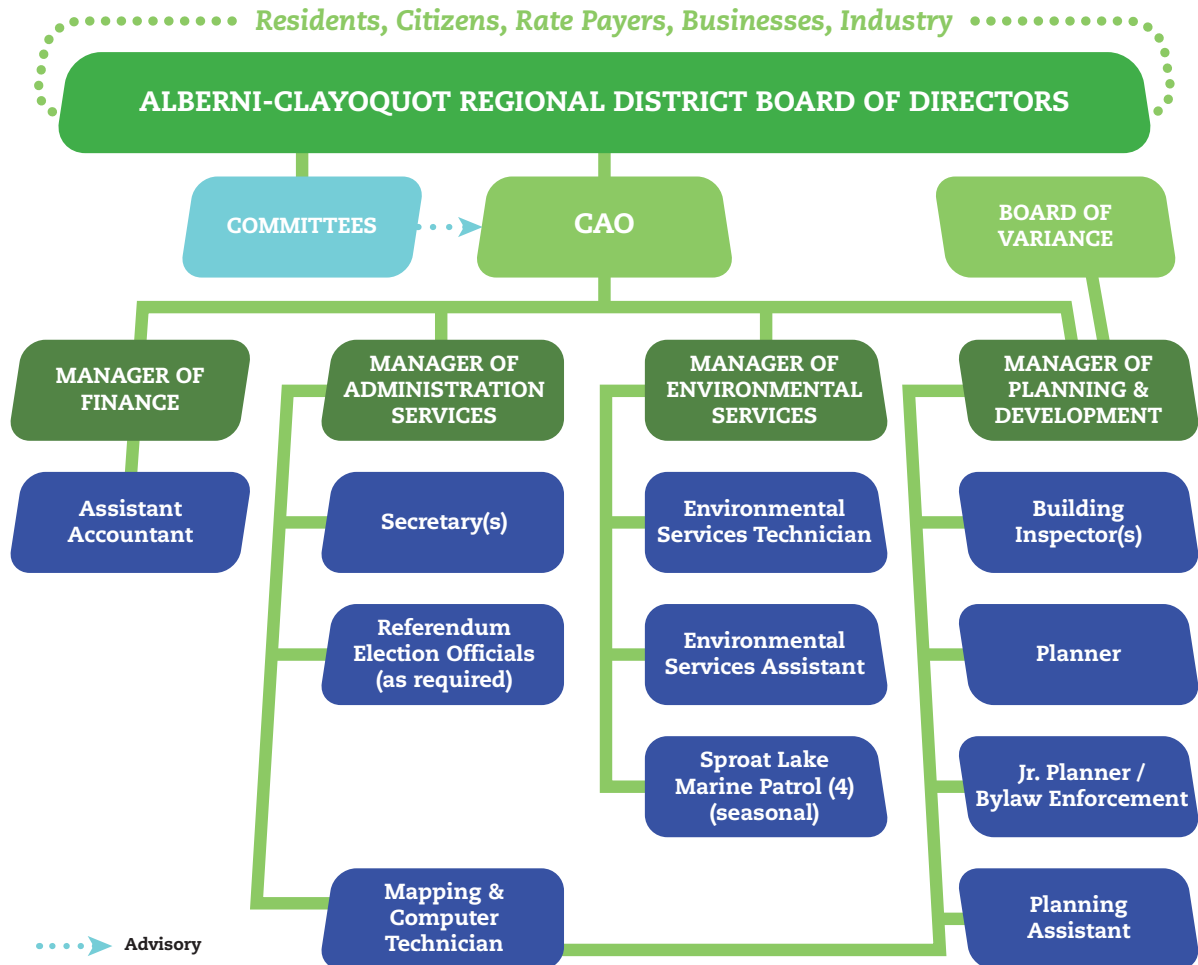 Residents, Citizens, Rate Payers, Businesses, Industry
ALBERNI-CLAYOQUOT REGIONAL DISTRICT BOARD OF DIRECTORS
COMMITTEES
CAO
BOARD OF
VARIANCE
MANAGER OF
FINANCE
MANAGER OF
ADMINISTRATION
SERVICES
MANAGER OF
ENVIRONMENTAL
SERVICES
MANAGER OF
PLANNING &
DEVELOPMENT
Assistant
Accountant
Secretary(s)
Environmental
Services Technician
Building
Inspector(s)
Referendum
Election Officials
(as required)
Environmental
Services Assistant
Planner
Sproat Lake
Marine Patrol (4)
(seasonal)
Jr. Planner /
Bylaw Enforcement
Mapping &
Computer
Technician
Planning
Assistant
Advisory